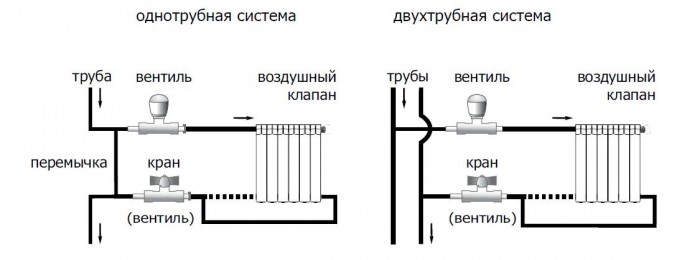 однотрубная система
труба
вентиль
воздушный
клапан
перемычка
кран
(вентиль)
двухтрубная система
трубы
вентиль
воздушный
клапан
кран
(вентиль)